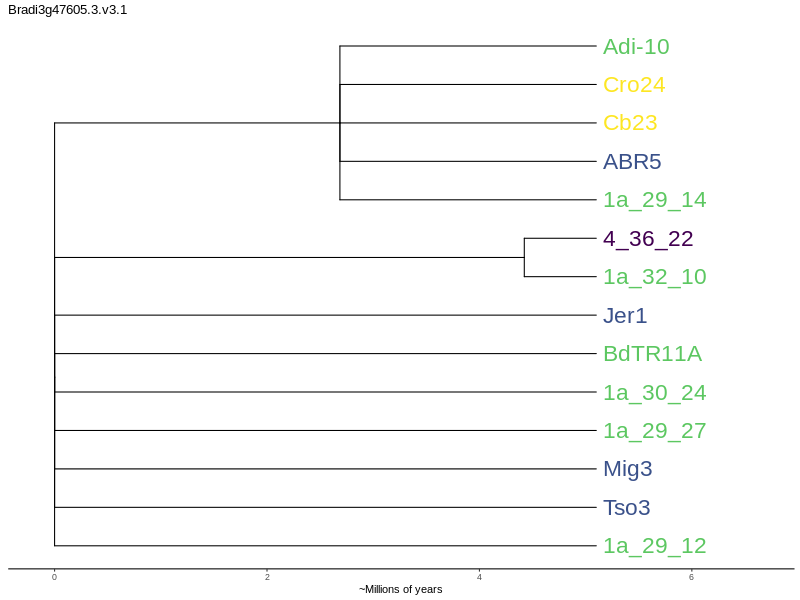 Bradi3g47605.3.v3.1
Adi-10
Cro24
Cb23
ABR5
1a_29_14
4_36_22
1a_32_10
Jer1
BdTR11A
1a_30_24
1a_29_27
Mig3
Tso3
1a_29_12
0 2 4 6
~Millions of years